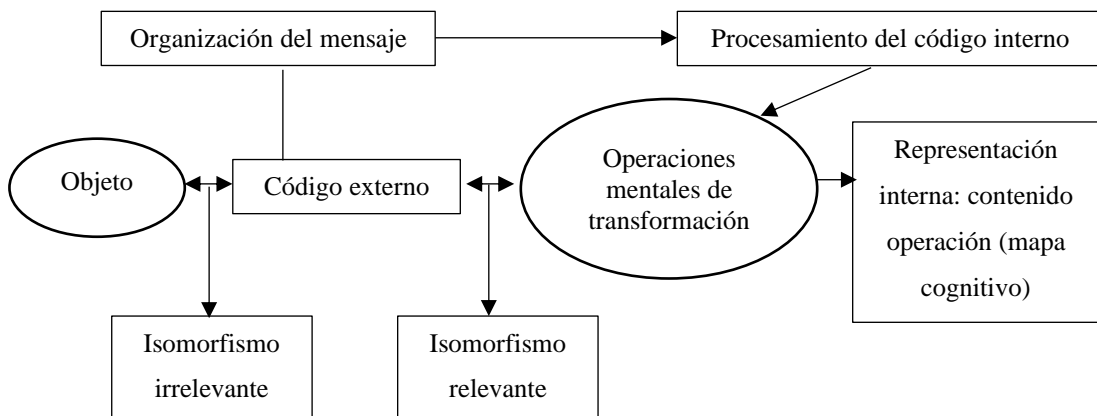 Organización del mensaje
Procesamiento del código interno
Objeto
Código externo
Operaciones
mentales de
transformación
Representación
interna: contenido
operación (mapa
cognitivo)
Isomorfismo
irrelevante
Isomorfismo
relevante